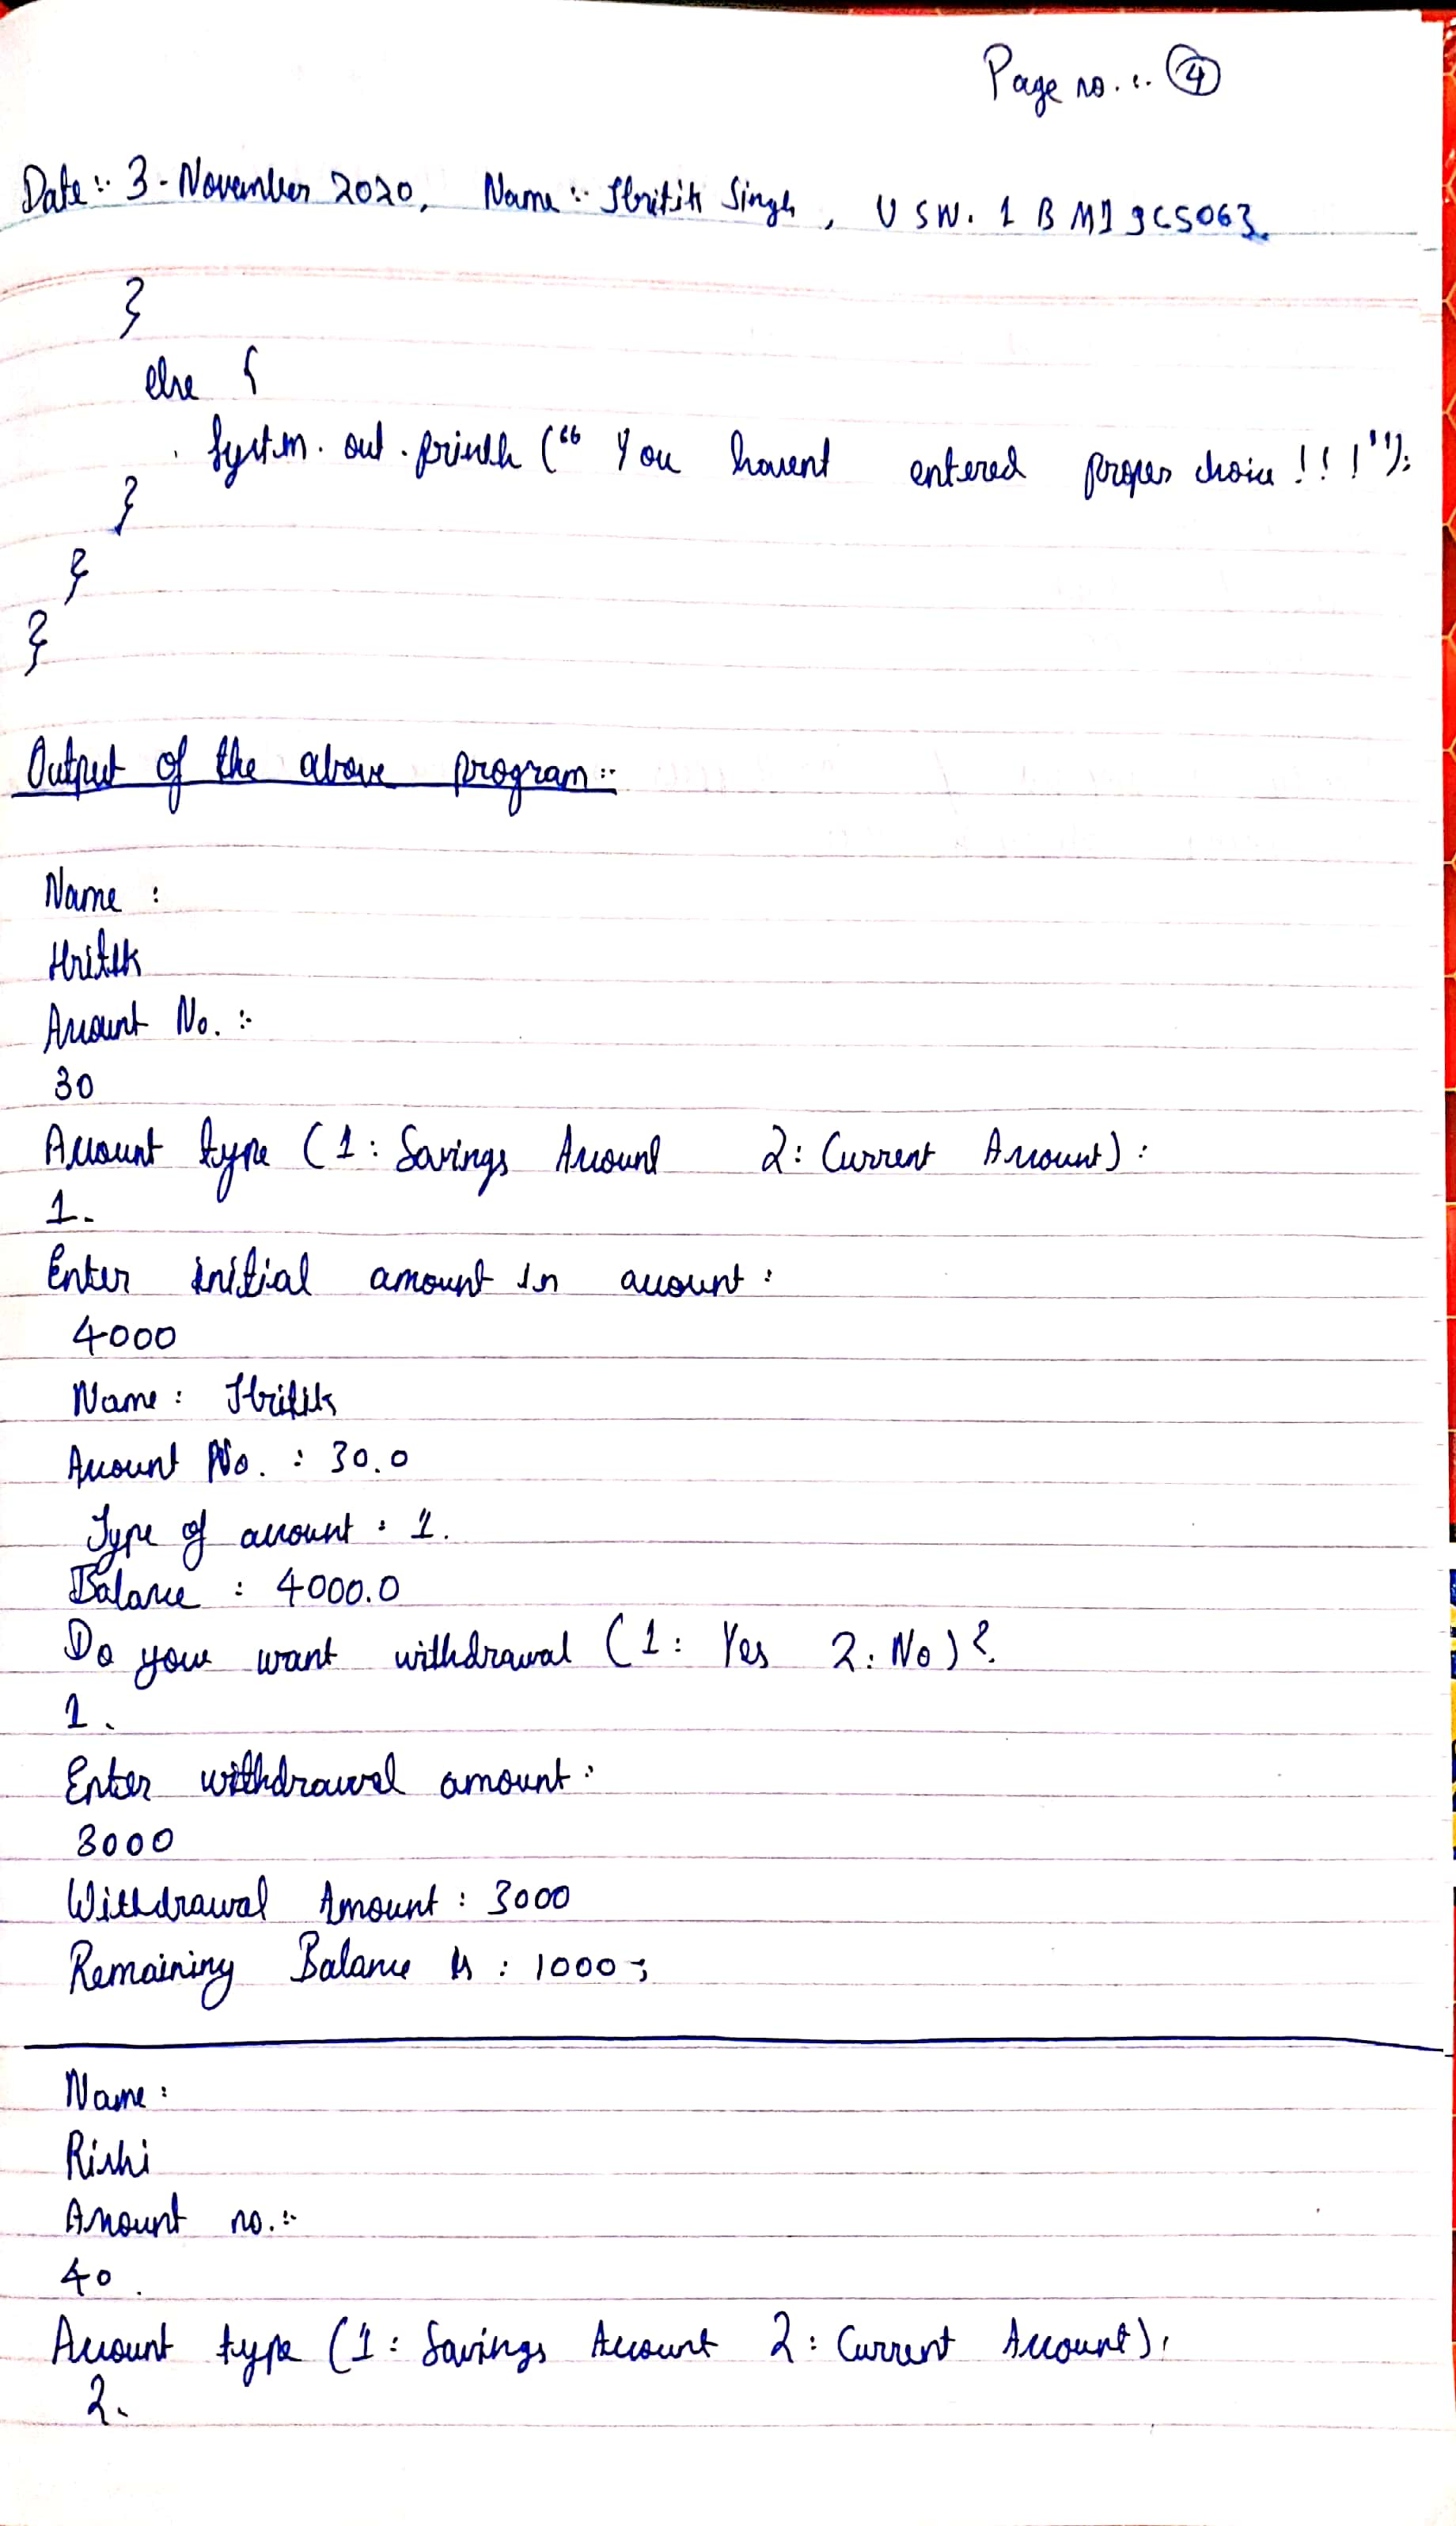 Page no. :- 4
Date :- 3 - November 2020, Name :- Hritik Singh, USN. 1BM19CS063.
}
else {
System.out.println ("You havent entered proper choice !!!");
}
}
}
Output of the above program :-
Name :
Hritik
Account No. :-
30
Account type (1: Savings Account 2: Current Account) :
1.
Enter initial amount in account :
4000
Name : Hritik
Account No. : 30.0
Type of account : 1.
Balance : 4000.0
Do your want withdrawal (1: Yes 2: No)?
1.
Enter withdrawal amount :
3000
Withdrawal Amount : 3000
Remaining Balance is : 1000 ;
Name :
Rishi
Account no. :-
40.
Account type (1: Savings Account 2: Current Account) :
2.